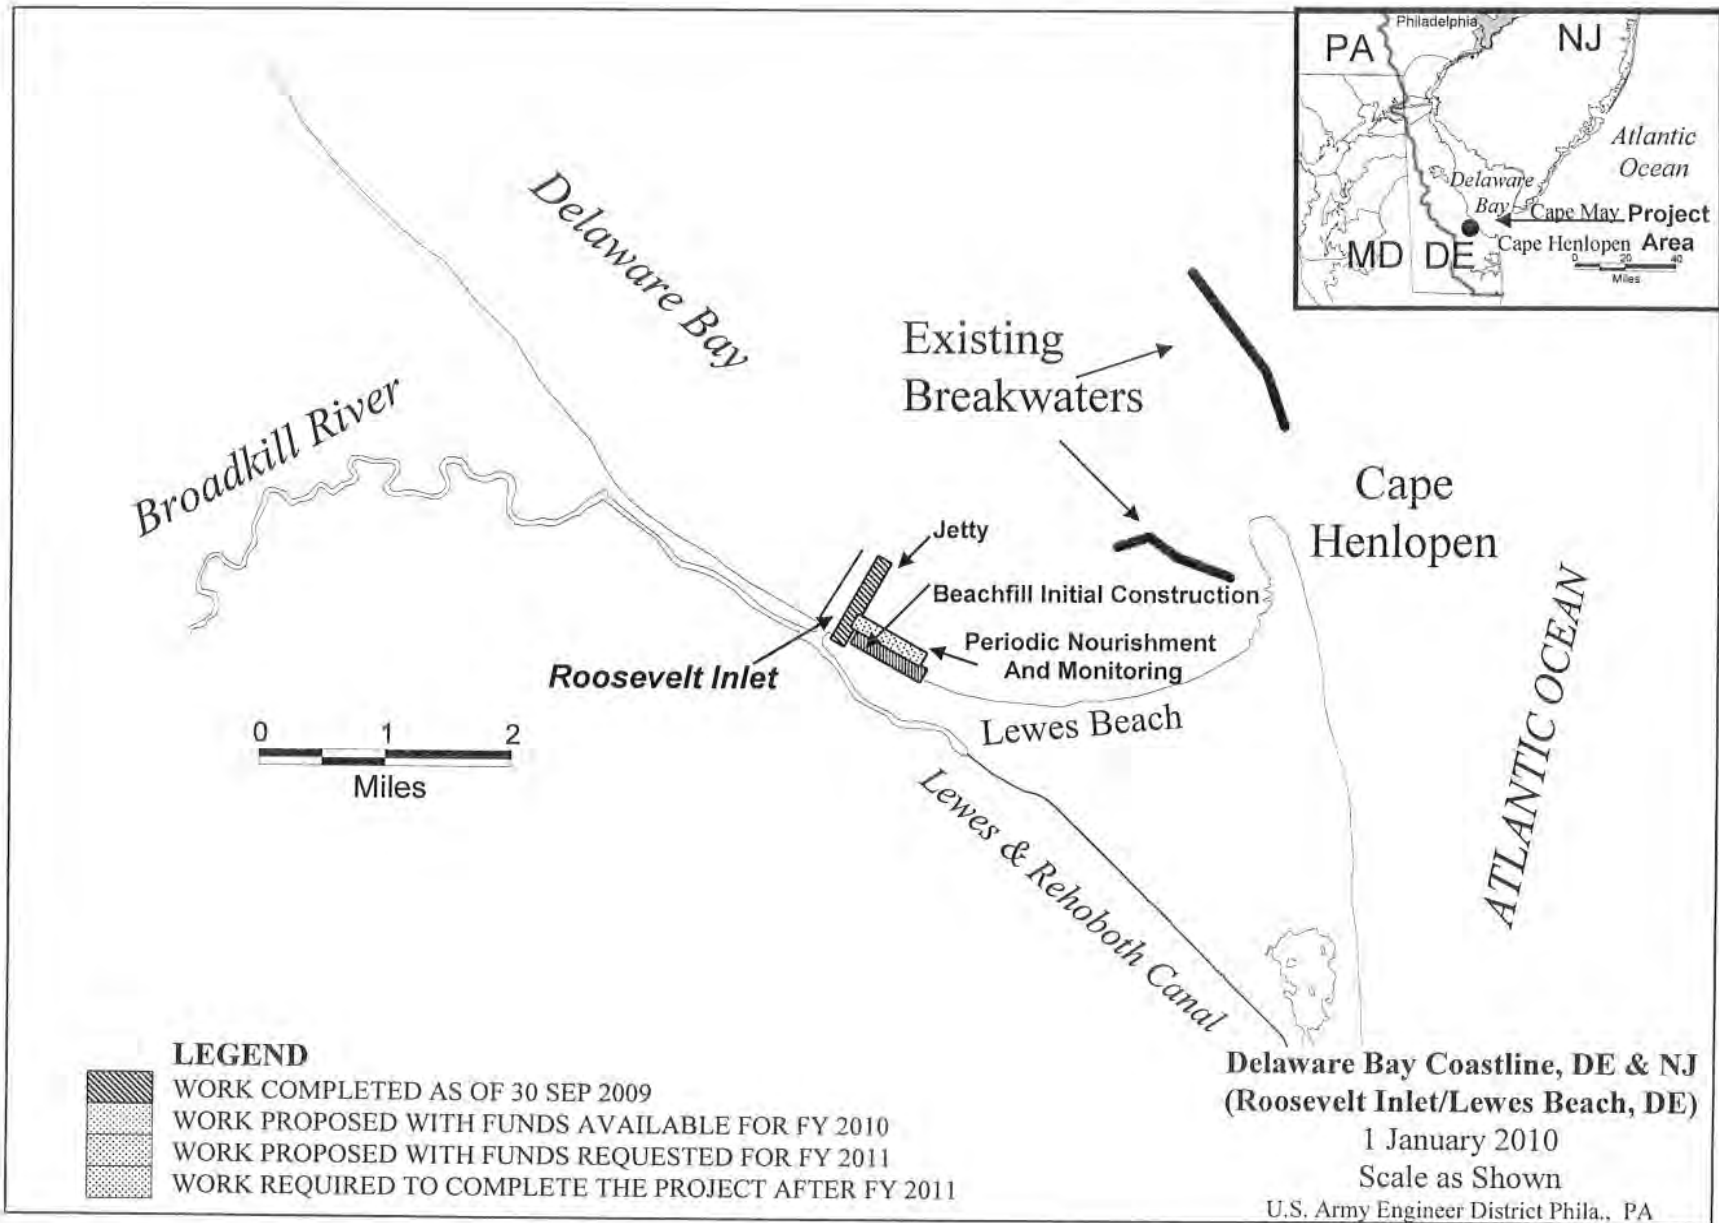 Philadelphia
PA
NJ
Atlantic
Ocean
Delaware
Bay
Cape May
Project
Cape Henlopen
Area
MD
DE
0 20 40
Miles
Delaware Bay
Broadkill River
Existing
Breakwaters
Cape
Henlopen
Jetty
Beachfill Initial Construction
Periodic Nourishment
And Monitoring
Roosevelt Inlet
Lewes Beach
ATLANTIC OCEAN
0 1 2
Miles
Lewes & Rehoboth Canal
LEGEND
WORK COMPLETED AS OF 30 SEP 2009
WORK PROPOSED WITH FUNDS AVAILABLE FOR FY 2010
WORK PROPOSED WITH FUNDS REQUESTED FOR FY 2011
WORK REQUIRED TO COMPLETE THE PROJECT AFTER FY 2011
Delaware Bay Coastline, DE & NJ
(Roosevelt Inlet/Lewes Beach, DE)
1 January 2010
Scale as Shown
U.S. Army Engineer District Phila., PA